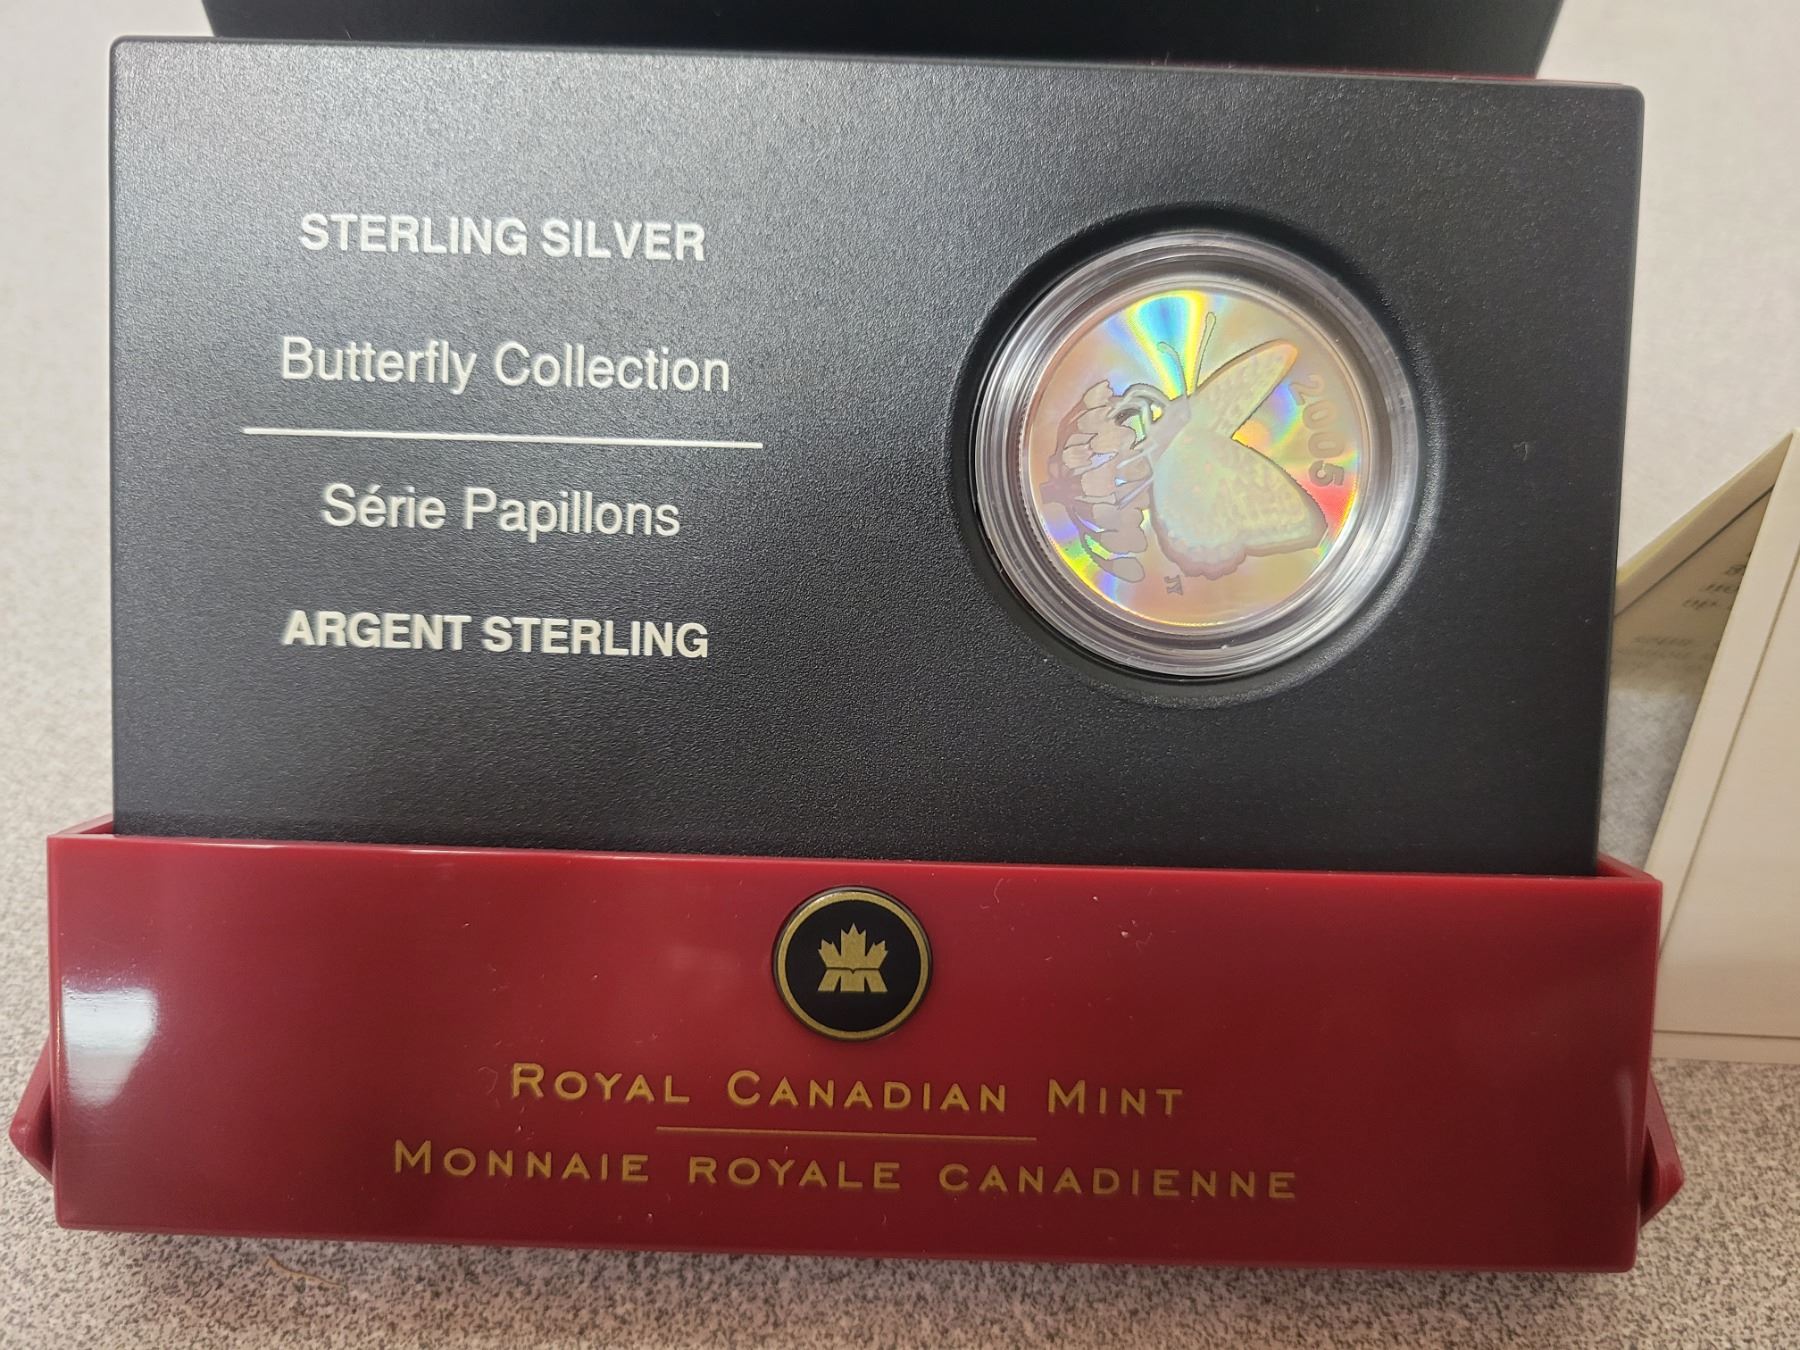 STERLING SILVER
Butterfly Collection
Série Papillons
ARGENT STERLING
2005
ROYAL CANADIAN MINT
MONNAIE ROYALE CANADIENNE